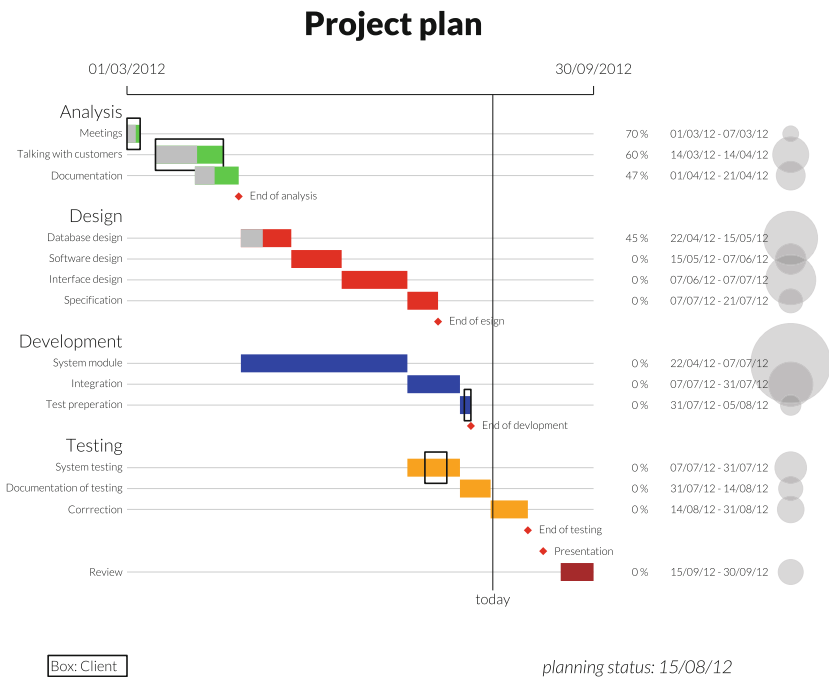 Project plan
01/03/2012 30/09/2012
Analysis
Meetings 70 % 01/03/12 - 07/03/12
Talking with customers 60 % 14/03/12 - 14/04/12
Documentation 47 % 01/04/12 - 21/04/12
End of analysis
Design
Database design 45 % 22/04/12 - 15/05/12
Software design 0 % 15/05/12 - 07/06/12
Interface design 0 % 07/06/12 - 07/07/12
Specification 0 % 07/07/12 - 21/07/12
End of esign
Development
System module 0 % 22/04/12 - 07/07/12
Integration 0 % 07/07/12 - 31/07/12
Test preperation 0 % 31/07/12 - 05/08/12
End of devlopment
Testing
System testing 0 % 07/07/12 - 31/07/12
Documentation of testing 0 % 31/07/12 - 14/08/12
Corrrection 0 % 14/08/12 - 31/08/12
End of testing
Presentation
Review 0 % 15/09/12 - 30/09/12
today
Box: Client planning status: 15/08/12